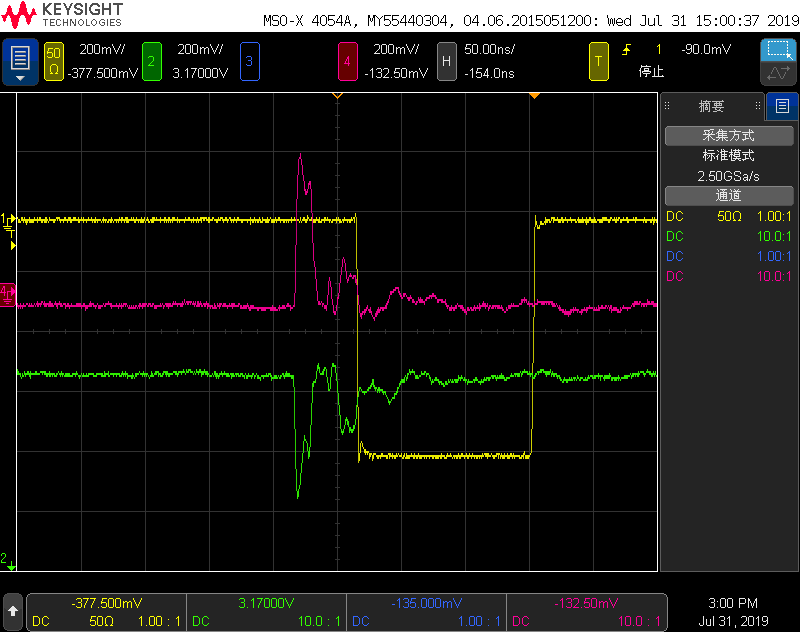 KEYSIGHT
TECHNOLOGIES
MSO-X 4054A, MY55440304, 04.06.2015051200: Wed Jul 31 15:00:37 2019
50 Ω 200mV/ -377.500mV
2 200mV/ 3.17000V
3
4 200mV/ -132.50mV
H 50.00ns/ -154.0ns
T 1 -90.0mV
停止
摘要
采集方式
标准模式
2.50GSa/s
通道
DC 50Ω 1.00:1
DC 10.0:1
DC 1.00:1
DC 10.0:1
1
T
4
2
-377.500mV 3.17000V -135.000mV -132.50mV
DC 50Ω 1.00 : 1 DC 10.0 : 1 DC 1.00 : 1 DC 10.0 : 1
3:00 PM
Jul 31, 2019